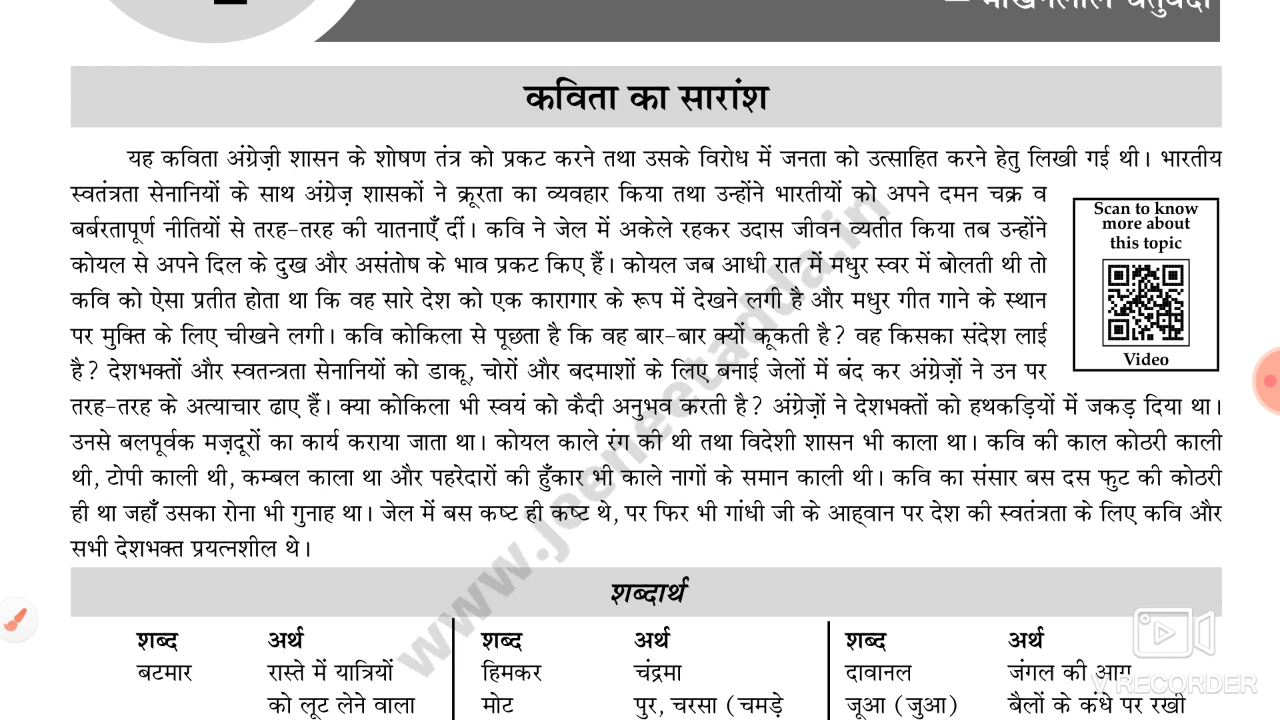 — माखनलाल चतुर्वेदी
कविता का सारांश
यह कविता अंग्रेज़ी शासन के शोषण तंत्र को प्रकट करने तथा उसके विरोध में जनता को उत्साहित करने हेतु लिखी गई थी। भारतीय
स्वतंत्रता सेनानियों के साथ अंग्रेज़ शासकों ने क्रूरता का व्यवहार किया तथा उन्होंने भारतीयों को अपने दमन चक्र व
बर्बरतापूर्ण नीतियों से तरह-तरह की यातनाएँ दीं। कवि ने जेल में अकेले रहकर उदास जीवन व्यतीत किया तब उन्होंने
कोयल से अपने दिल के दुख और असंतोष के भाव प्रकट किए हैं। कोयल जब आधी रात में मधुर स्वर में बोलती थी तो
कवि को ऐसा प्रतीत होता था कि वह सारे देश को एक कारागार के रूप में देखने लगी है और मधुर गीत गाने के स्थान
पर मुक्ति के लिए चीखने लगी। कवि कोकिला से पूछता है कि वह बार-बार क्यों कूकती है? वह किसका संदेश लाई
है? देशभक्तों और स्वतन्त्रता सेनानियों को डाकू, चोरों और बदमाशों के लिए बनाई जेलों में बंद कर अंग्रेज़ों ने उन पर
तरह-तरह के अत्याचार ढाए हैं। क्या कोकिला भी स्वयं को कैदी अनुभव करती है? अंग्रेज़ों ने देशभक्तों को हथकड़ियों में जकड़ दिया था।
उनसे बलपूर्वक मज़दूरों का कार्य कराया जाता था। कोयल काले रंग की थी तथा विदेशी शासन भी काला था। कवि की काल कोठरी काली
थी, टोपी काली थी, कम्बल काला था और पहरेदारों की हुँकार भी काले नागों के समान काली थी। कवि का संसार बस दस फुट की कोठरी
ही था जहाँ उसका रोना भी गुनाह था। जेल में बस कष्ट ही कष्ट थे, पर फिर भी गांधी जी के आह्वान पर देश की स्वतंत्रता के लिए कवि और
सभी देशभक्त प्रयत्नशील थे।
Scan to know
more about
this topic
Video
www.jeeneetadda.in
शब्दार्थ
शब्द अर्थ शब्द अर्थ शब्द अर्थ
बटमार रास्ते में यात्रियों हिमकर चंद्रमा दावानल जंगल की आग
को लूट लेने वाला मोट पुर, चरसा (चमड़े जूआ (जुआ) बैलों के कंधे पर रखी
V RECORDER